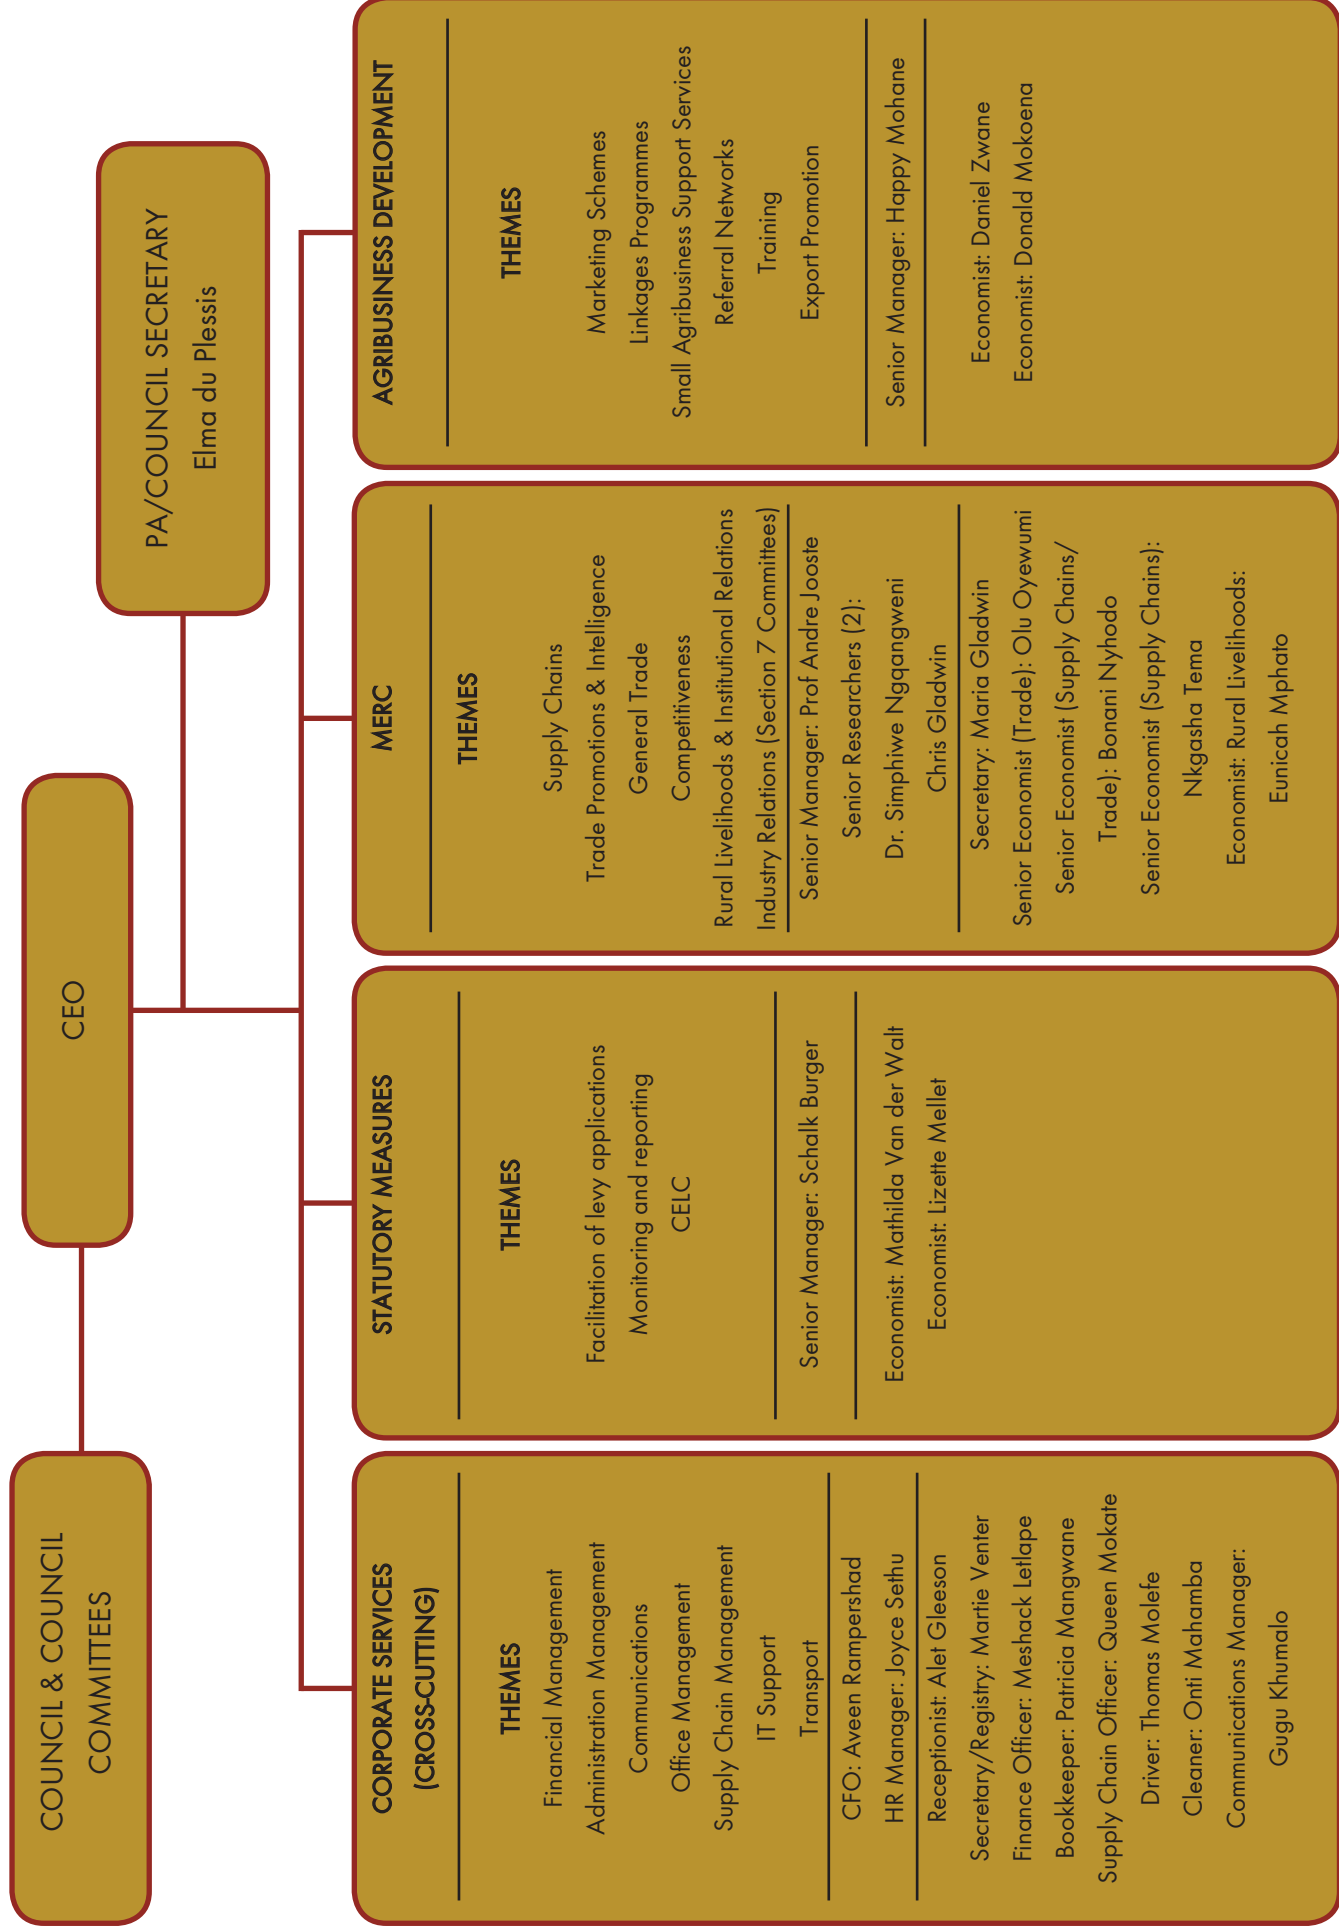 COUNCIL & COUNCIL
COMMITTEES
CEO
PA/COUNCIL SECRETARY
Elma du Plessis
CORPORATE SERVICES
(CROSS-CUTTING)
THEMES
Financial Management
Administration Management
Communications
Office Management
Supply Chain Management
IT Support
Transport
CFO: Aveen Rampershad
HR Manager: Joyce Sethu
Receptionist: Alet Gleeson
Secretary/Registry: Martie Venter
Finance Officer: Meshack Letlape
Bookkeeper: Patricia Mangwane
Supply Chain Officer: Queen Mokate
Driver: Thomas Molefe
Cleaner: Onti Mahamba
Communications Manager:
Gugu Khumalo
STATUTORY MEASURES
THEMES
Facilitation of levy applications
Monitoring and reporting
CELC
Senior Manager: Schalk Burger
Economist: Mathilda Van der Walt
Economist: Lizette Mellet
MERC
THEMES
Supply Chains
Trade Promotions & Intelligence
General Trade
Competitiveness
Rural Livelihoods & Institutional Relations
Industry Relations (Section 7 Committees)
Senior Manager: Prof Andre Jooste
Senior Researchers (2):
Dr. Simphiwe Ngqangweni
Chris Gladwin
Secretary: Maria Gladwin
Senior Economist (Trade): Olu Oyewumi
Senior Economist (Supply Chains/
Trade): Bonani Nyhodo
Senior Economist (Supply Chains):
Nkgasha Tema
Economist: Rural Livelihoods:
Eunicah Mphato
AGRIBUSINESS DEVELOPMENT
THEMES
Marketing Schemes
Linkages Programmes
Small Agribusiness Support Services
Referral Networks
Training
Export Promotion
Senior Manager: Happy Mohane
Economist: Daniel Zwane
Economist: Donald Mokoena